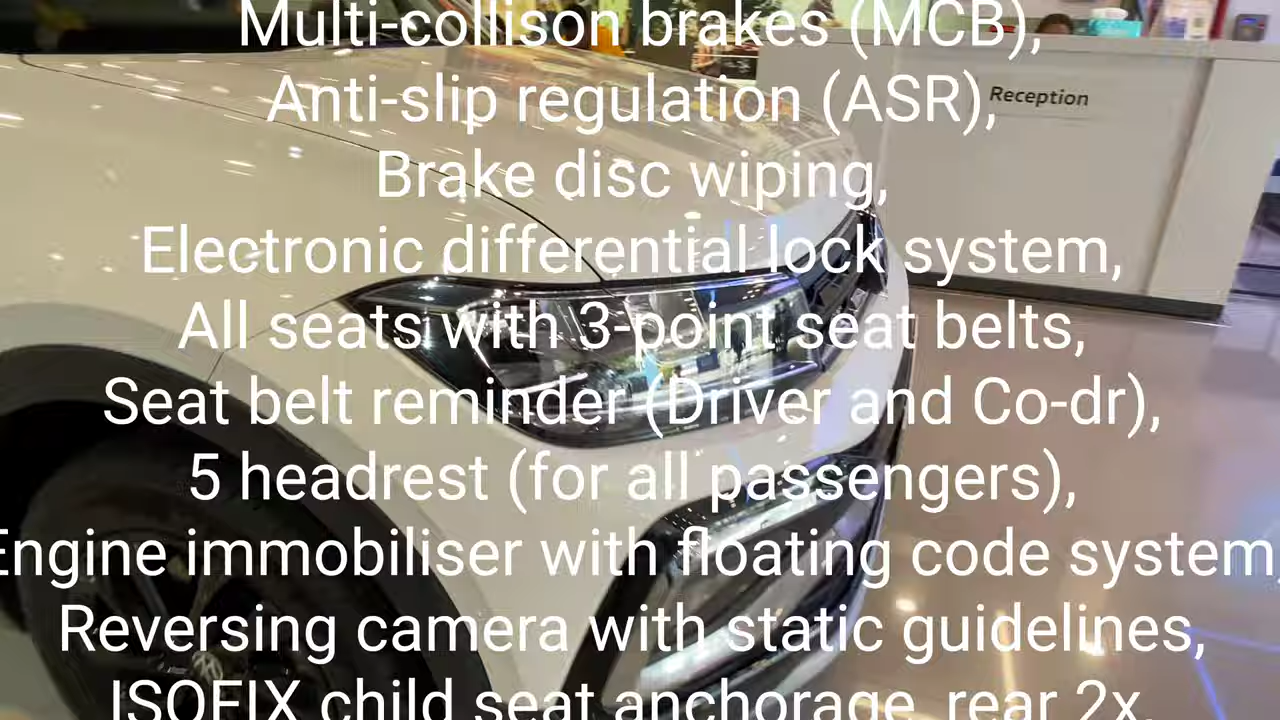 Multi-collison brakes (MCB),
Anti-slip regulation (ASR),
Reception
Brake disc wiping,
Electronic differential lock system,
All seats with 3-point seat belts,
Seat belt reminder (Driver and Co-dr),
5 headrest (for all passengers),
Engine immobiliser with floating code system,
Reversing camera with static guidelines,
ISOFIX child seat anchorage, rear 2x,